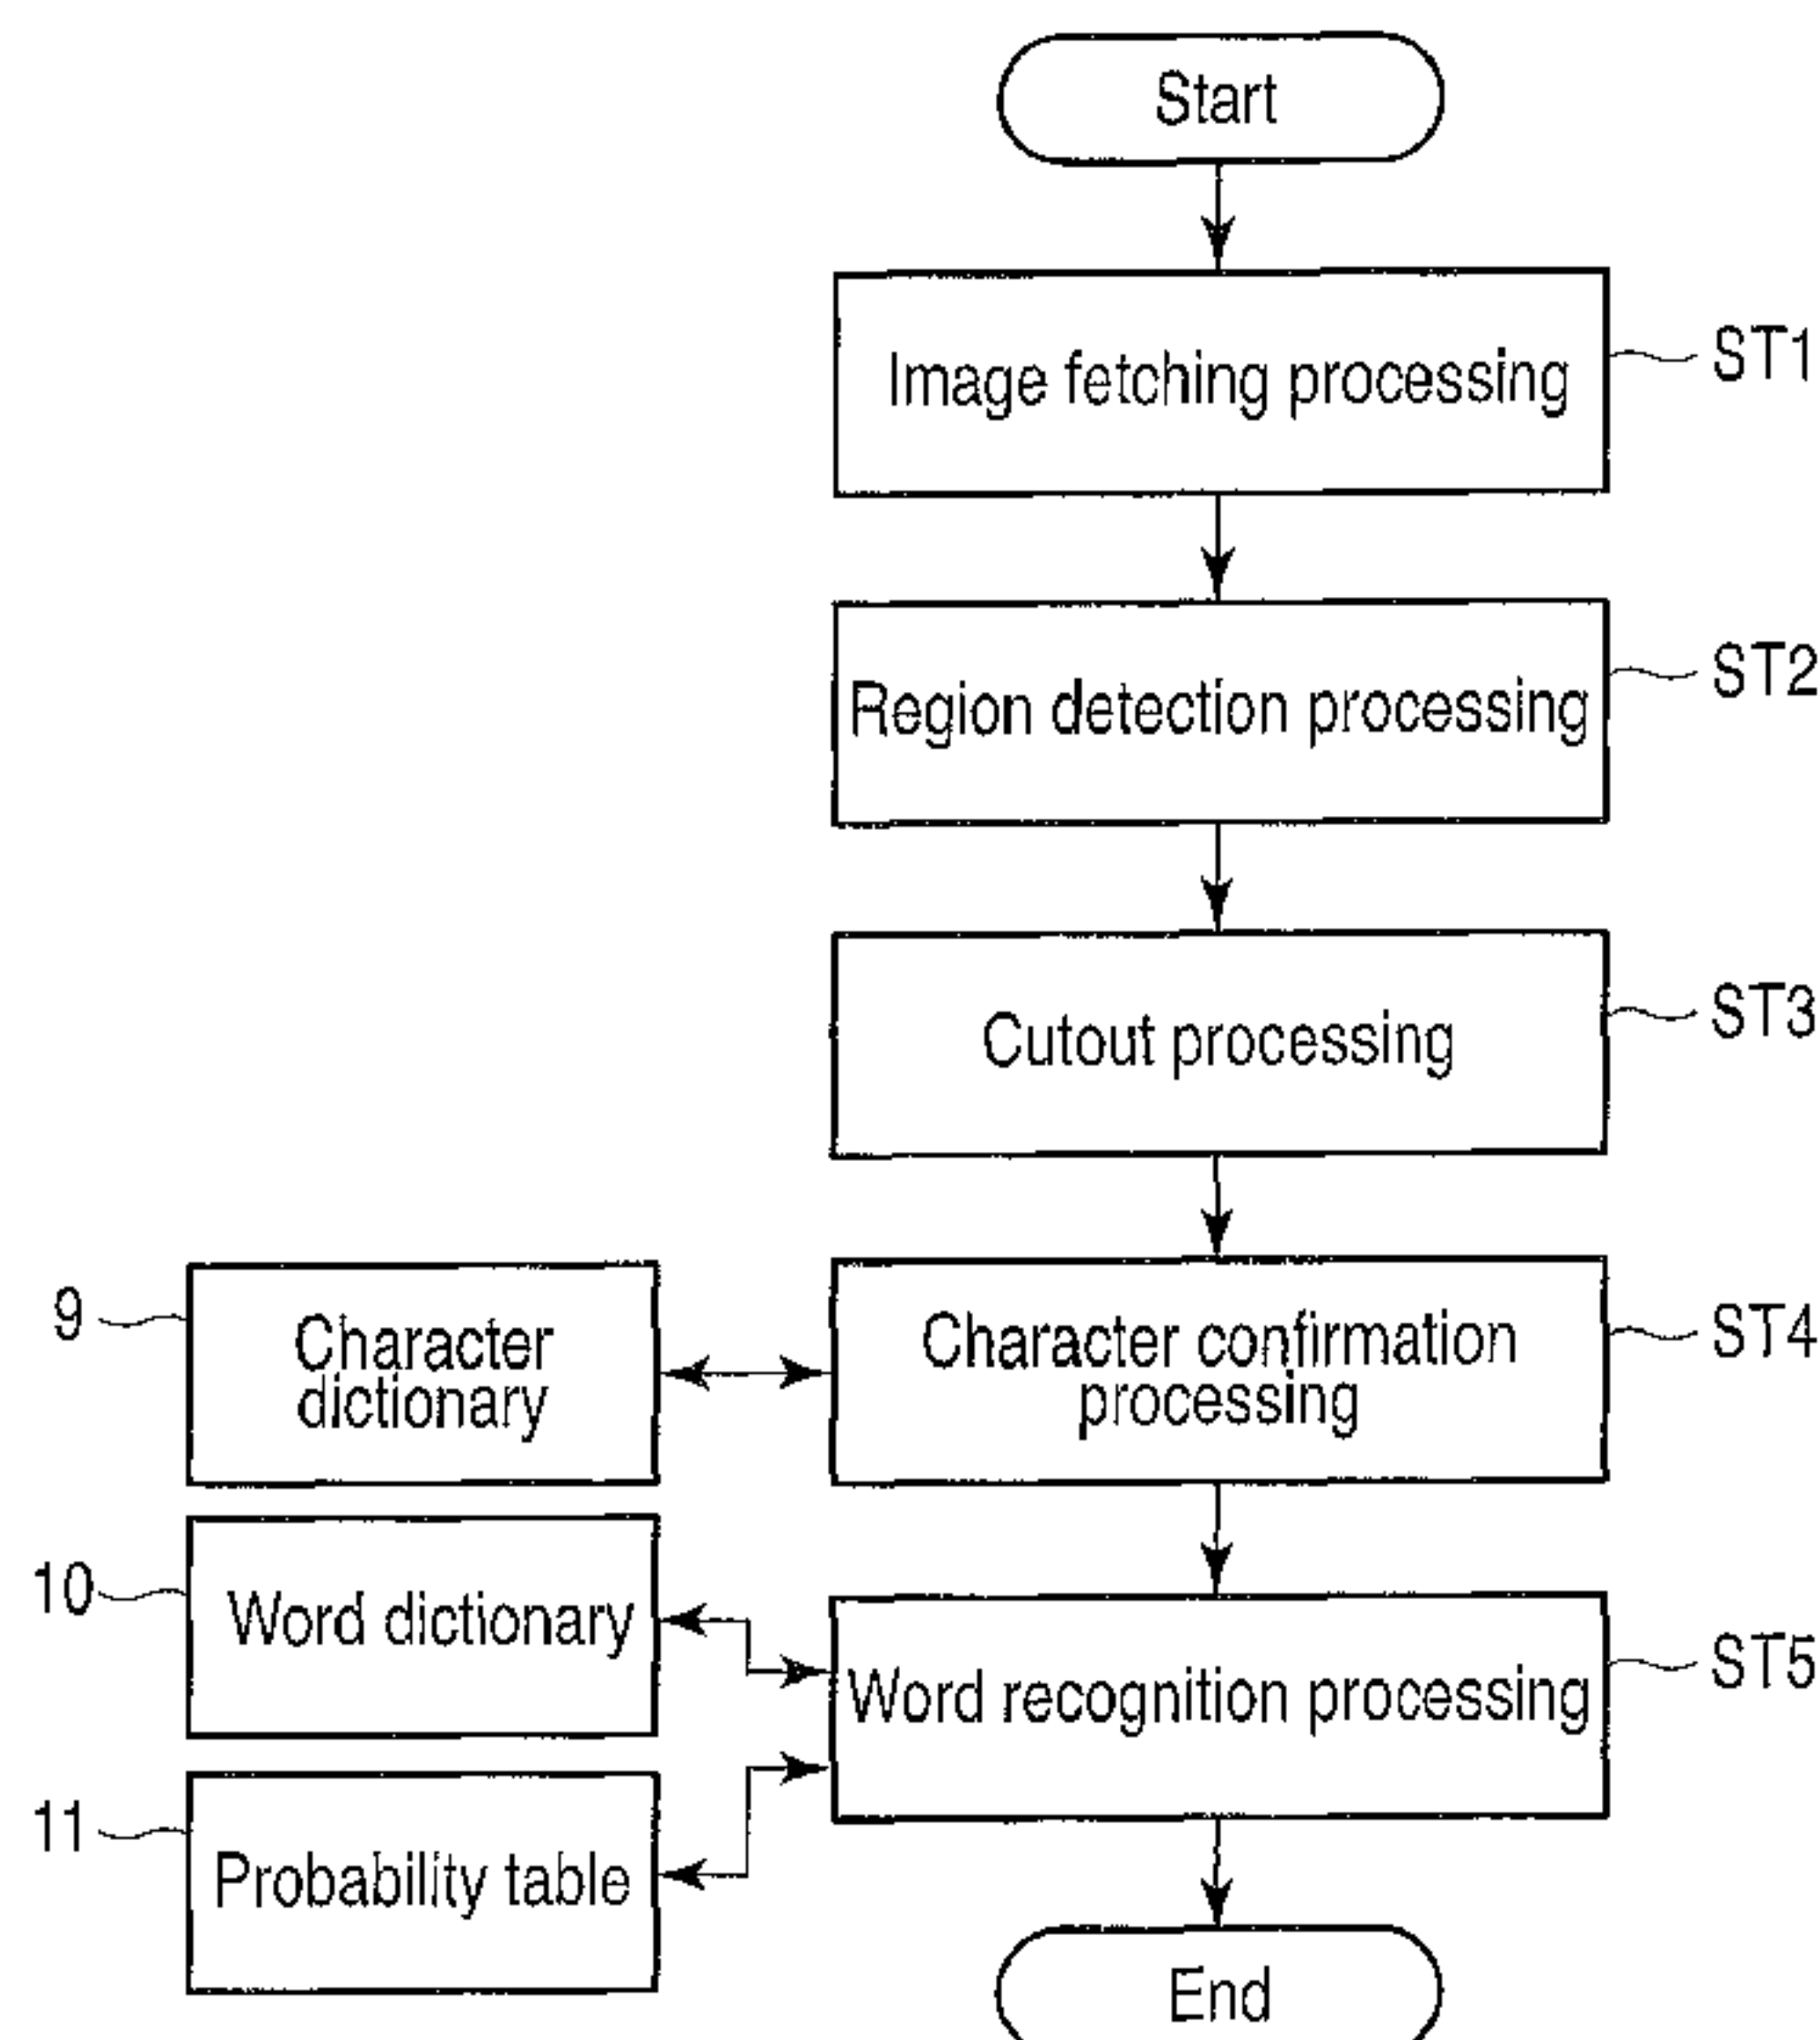 Start
Image fetching processing
ST1
Region detection processing
ST2
Cutout processing
ST3
9
Character
dictionary
Character confirmation
processing
ST4
10
Word dictionary
Word recognition processing
ST5
11
Probability table
End